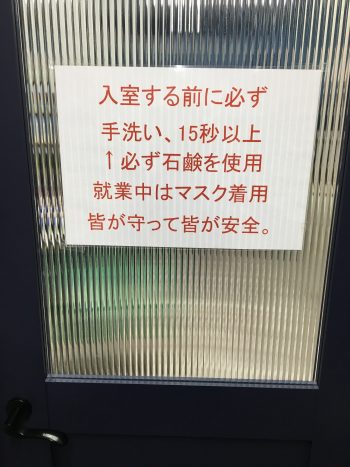 入室する前に必ず
手洗い、15秒以上
↑必ず石鹸を使用
就業中はマスク着用
皆が守って皆が安全。